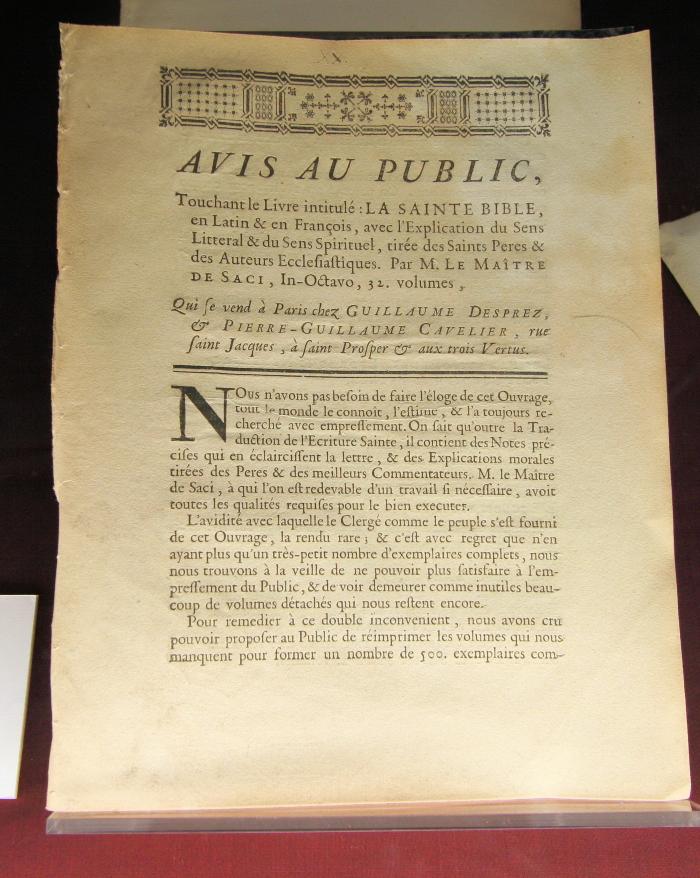 AVIS AU PUBLIC,
Touchant le Livre intitulé : LA SAINTE BIBLE,
en Latin & en François, avec l'Explication du Sens
Litteral & du Sens Spirituel, tirée des Saints Peres &
des Auteurs Ecclesiaſtiques. Par M. LE MAÎTRE
DE SACI, In-Octavo, 32. volumes,
Qui ſe vend à Paris chez GUILLAUME DESPREZ,
& PIERRE-GUILLAUME CAVELIER, rue
ſaint Jacques, à ſaint Proſper & aux trois Vertus.
NOus n'avons pas beſoin de faire l'éloge de cet Ouvrage,
tout le monde le connoit, l'eſtime, & l'a toujours re-
cherché avec empreſſement. On ſait qu'outre la Tra-
duction de l'Ecriture Sainte, il contient des Notes pré-
ciſes qui en éclairciſſent la lettre, & des Explications morales
tirées des Peres & des meilleurs Commentateurs. M. le Maître
de Saci, à qui l'on eſt redevable d'un travail ſi néceſſaire, avoit
toutes les qualités requiſes pour le bien executer.
L'avidité avec laquelle le Clergé comme le peuple s'eſt fourni
de cet Ouvrage, la rendu rare; & c'eſt avec regret que n'en
ayant plus qu'un très-petit nombre d'exemplaires complets, nous
nous trouvons à la veille de ne pouvoir plus ſatisfaire à l'em-
preſſement du Public, & de voir demeurer comme inutiles beau-
coup de volumes détachés qui nous reſtent encore.
Pour remedier à ce double inconvenient, nous avons cru
pouvoir propoſer au Public de réimprimer les volumes qui nous
manquent pour former un nombre de 500. exemplaires com-